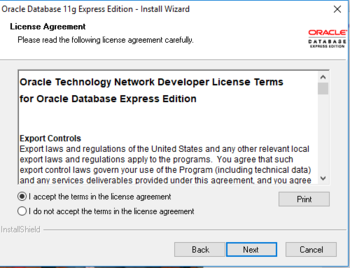 Oracle Database 11g Express Edition - Install Wizard
License Agreement
Please read the following license agreement carefully.
ORACLE
DATABASE
EXPRESS EDITION
Oracle Technology Network Developer License Terms
for Oracle Database Express Edition
Export Controls
Export laws and regulations of the United States and any other relevant local
export laws and regulations apply to the programs. You agree that such
export control laws govern your use of the Program (including technical data)
and any services deliverables provided under this agreement, and you agree
I accept the terms in the license agreement
Print
I do not accept the terms in the license agreement
InstallShield
Back
Next
Cancel